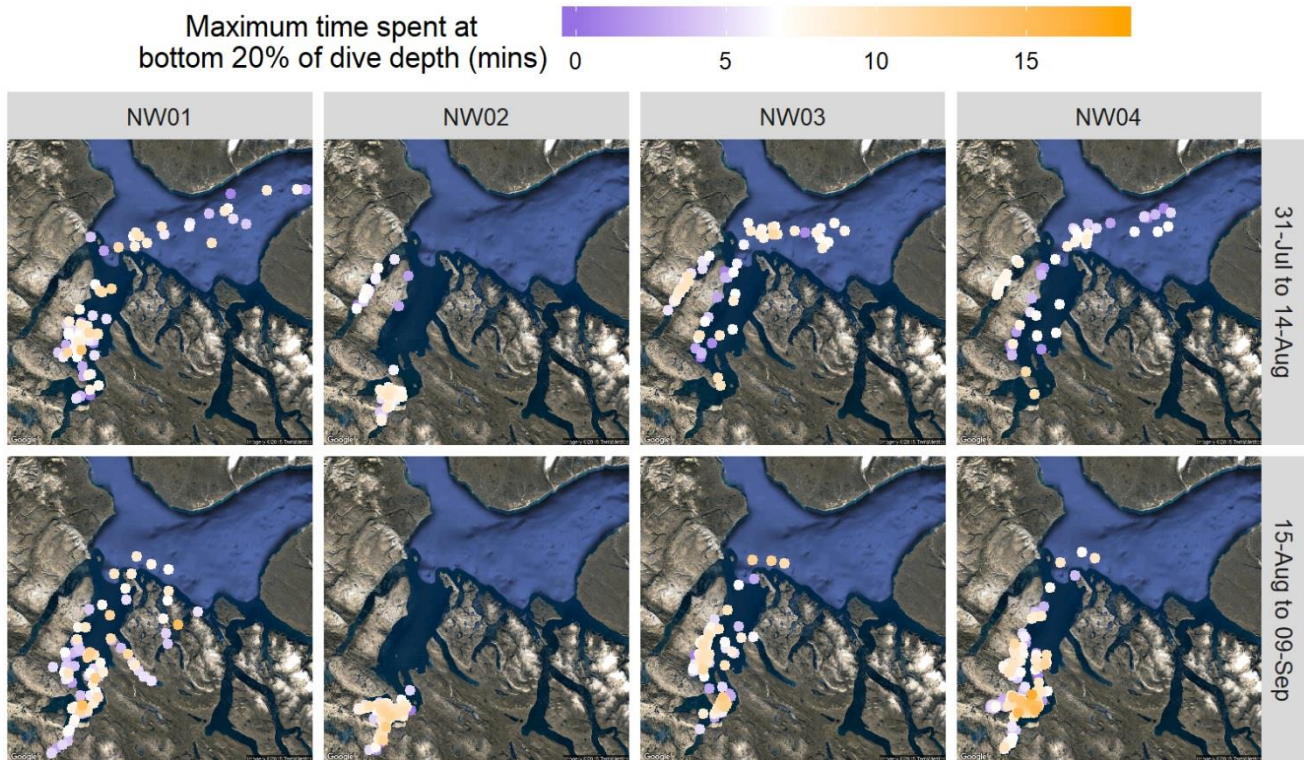 Maximum time spent at
bottom 20% of dive depth (mins)
0 5 10 15
NW01 NW02 NW03 NW04
31-Jul to 14-Aug
Google Google Google Google
15-Aug to 09-Sep
Google Google Google Google